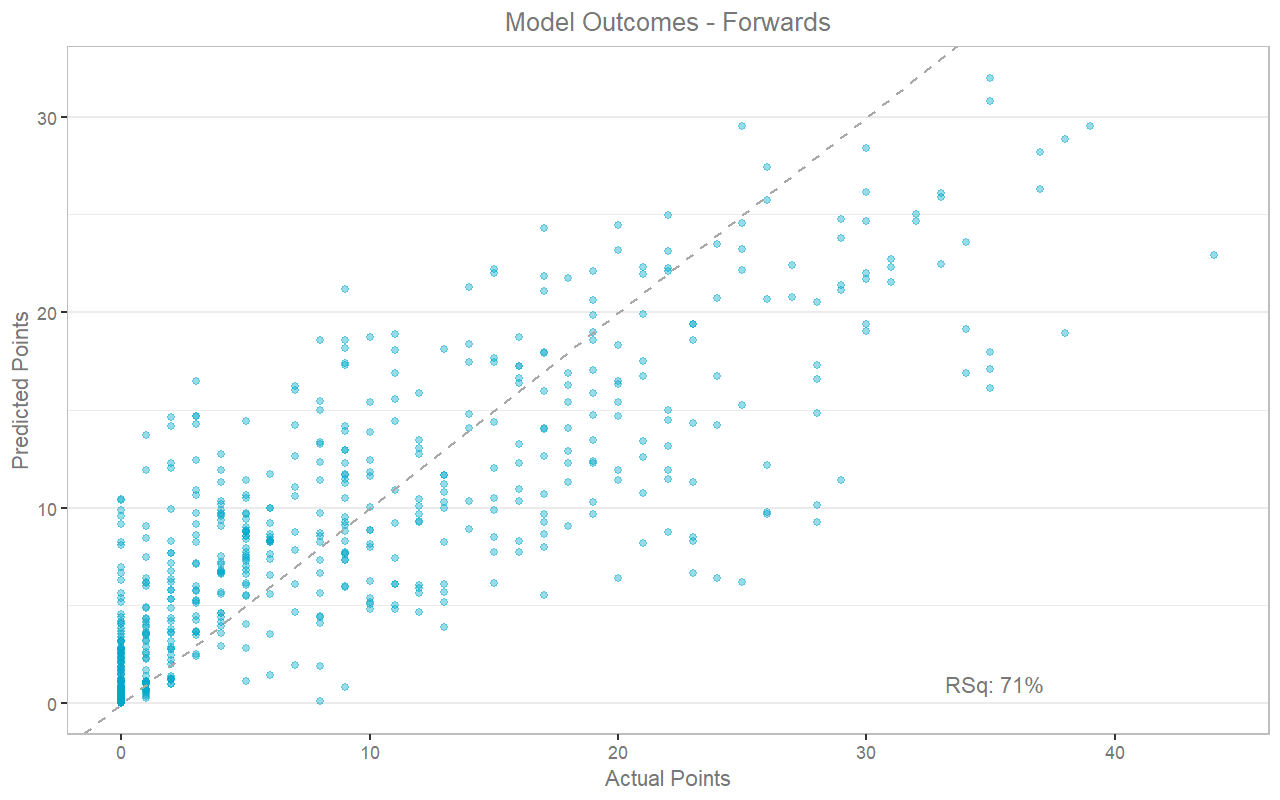 Model Outcomes - Forwards
30
20
10
0
Predicted Points
RSq: 71%
0 10 20 30 40
Actual Points